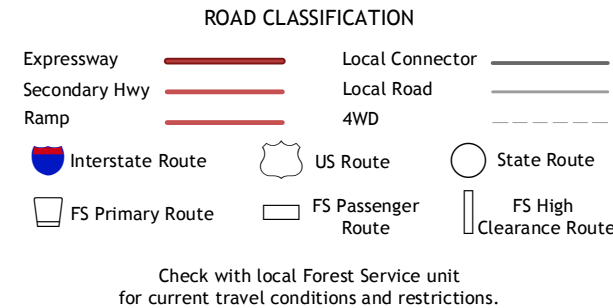 ROAD CLASSIFICATION
Expressway
Local Connector
Secondary Hwy
Local Road
Ramp
4WD
Interstate Route
US Route
State Route
FS Primary Route
FS Passenger
Route
FS High
Clearance Route
Check with local Forest Service unit
for current travel conditions and restrictions.